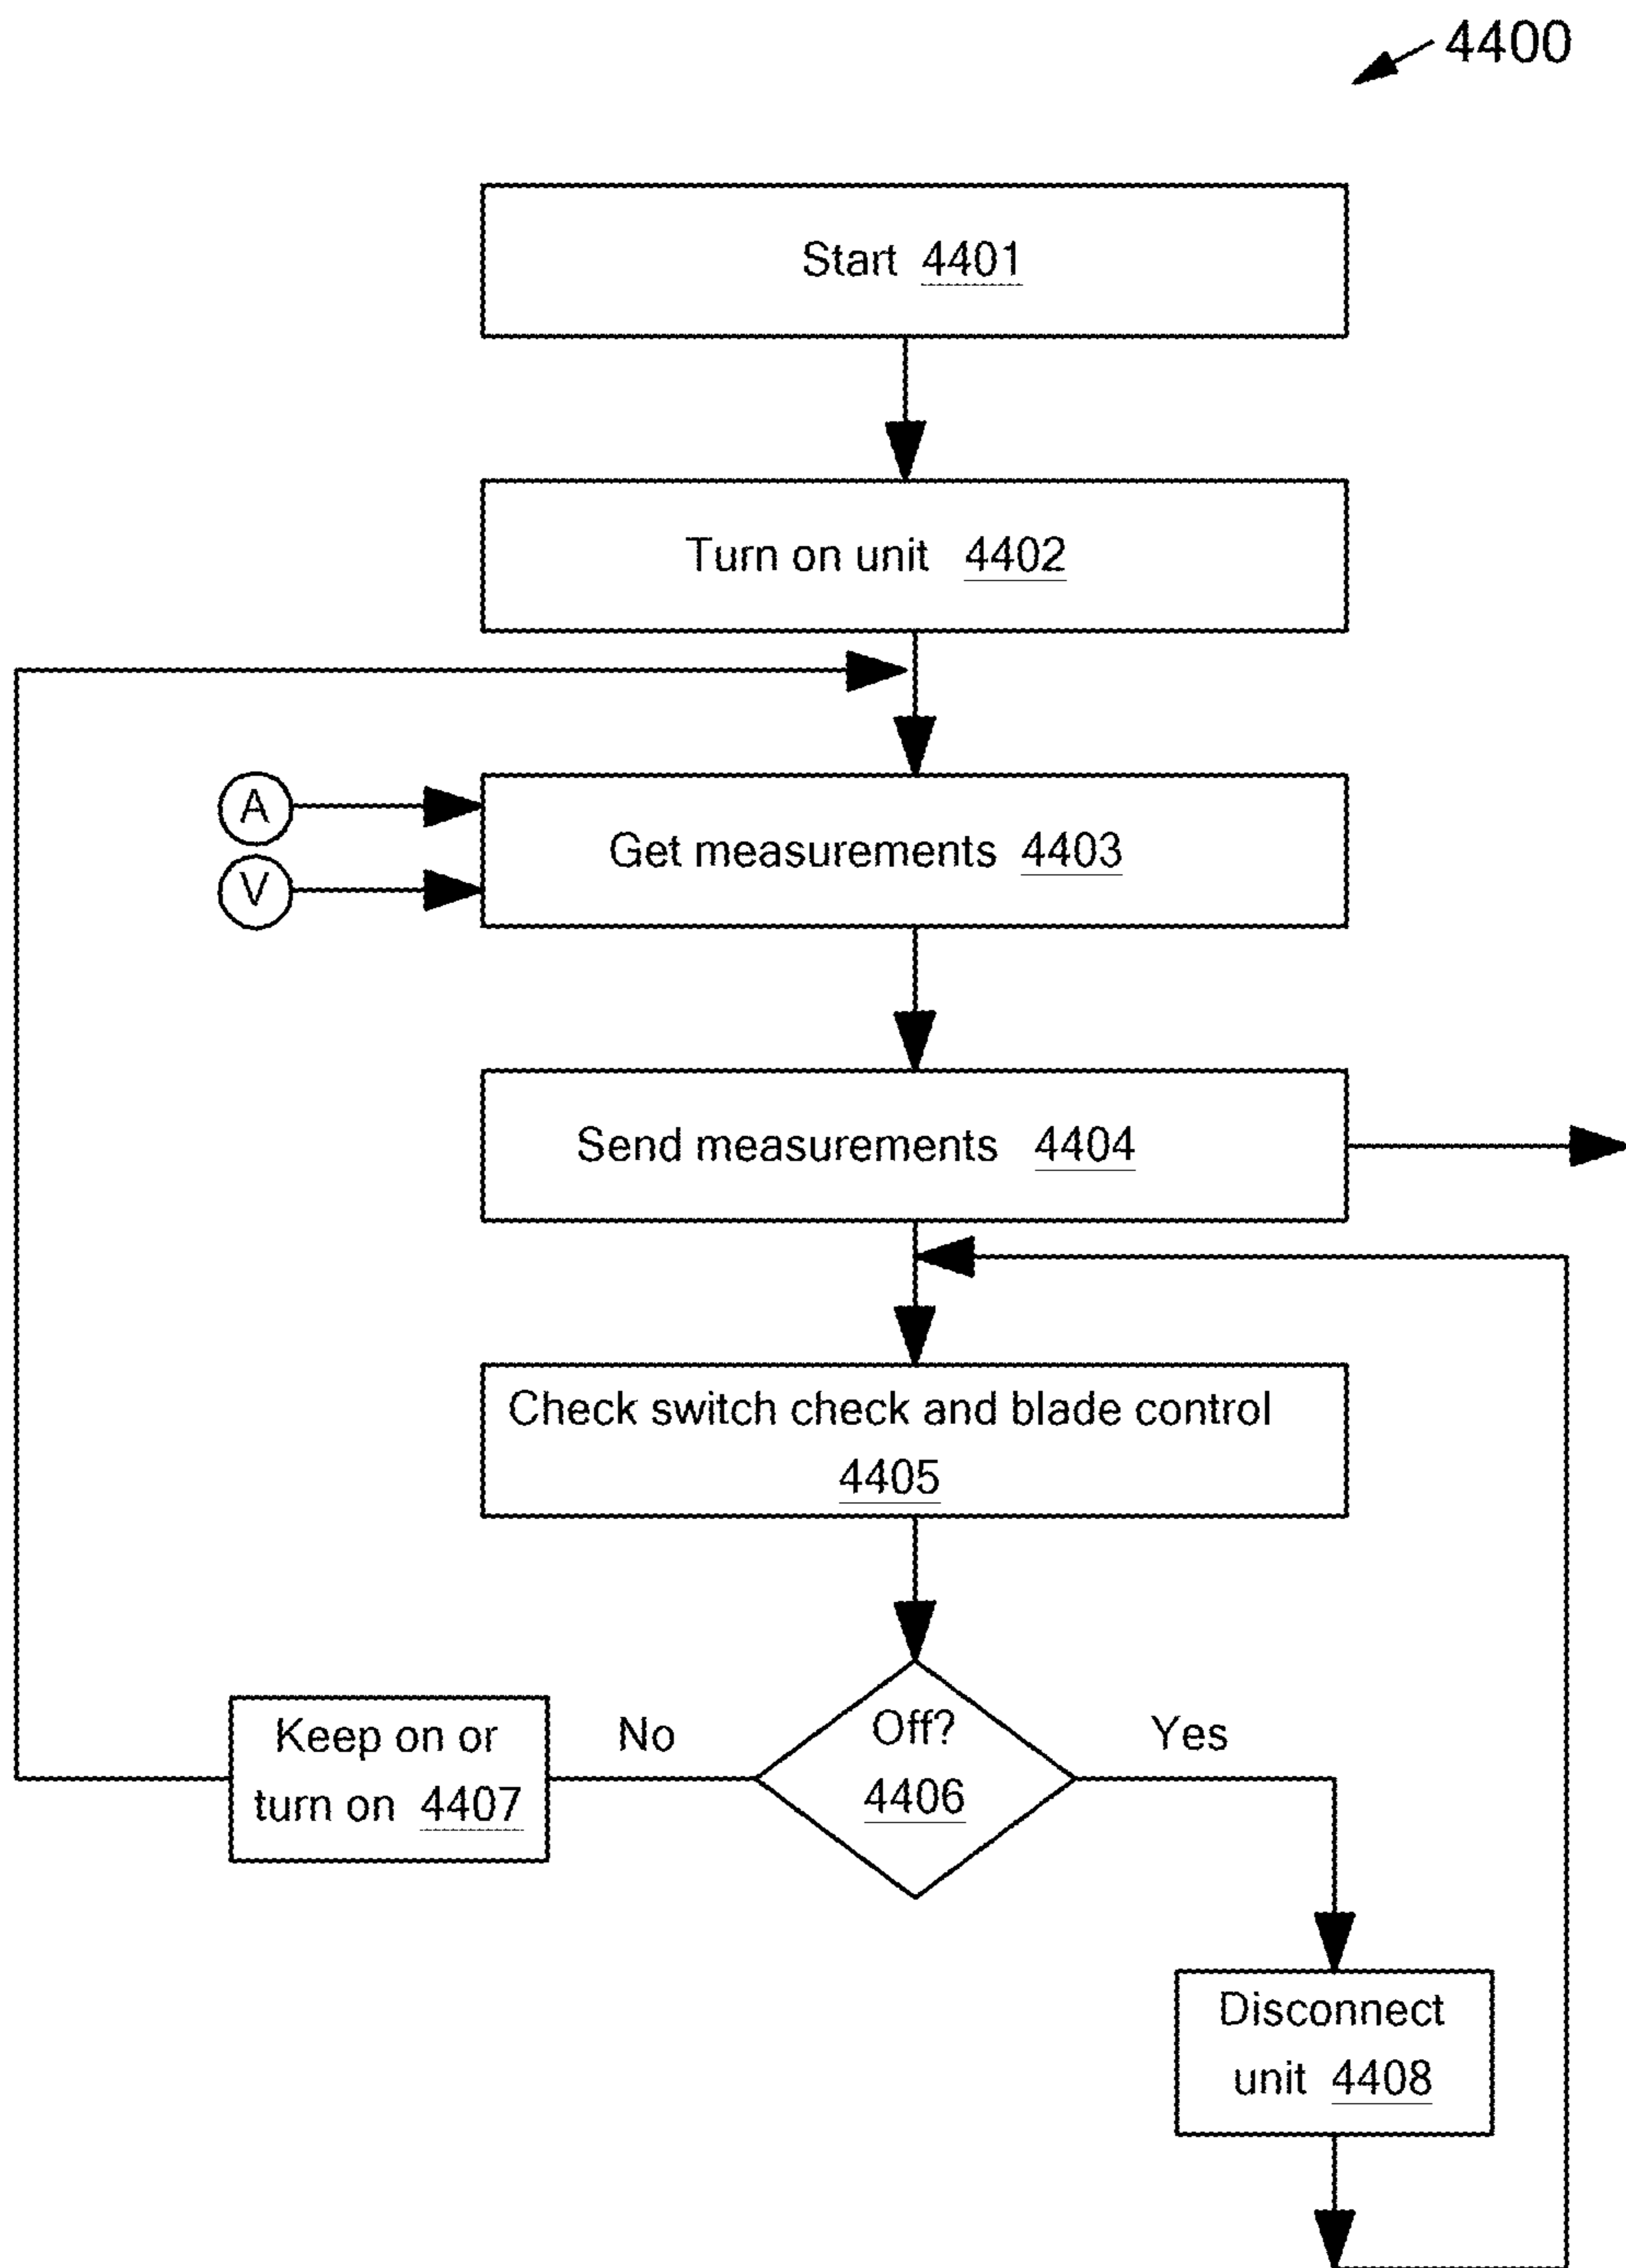 4400
Start 4401
Turn on unit 4402
A
Get measurements 4403
V
Send measurements 4404
Check switch check and blade control
4405
Off?
4406
No
Yes
Keep on or
turn on 4407
Disconnect
unit 4408